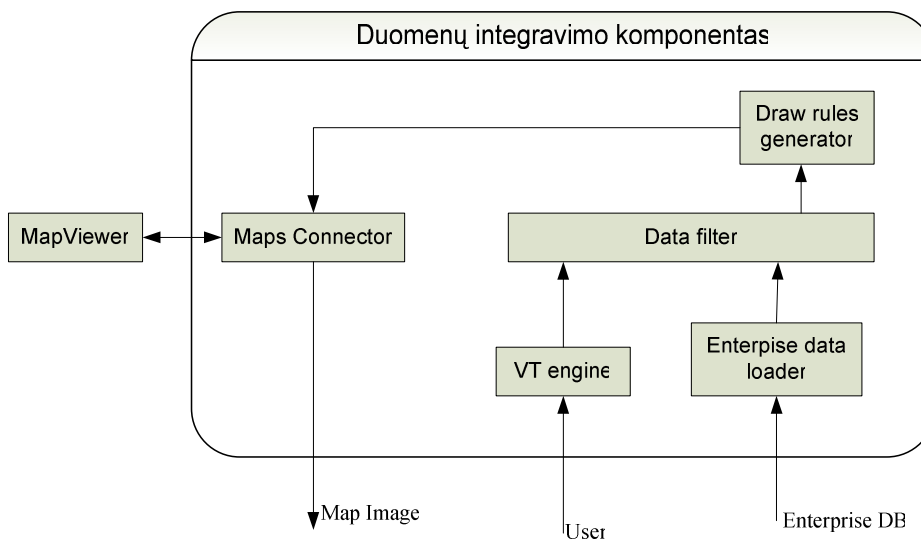 Duomenų integravimo komponentas
Draw rules
generator
MapViewer
Maps Connector
Data filter
VT engine
Enterpise data
loader
Map Image
User
Enterprise DB